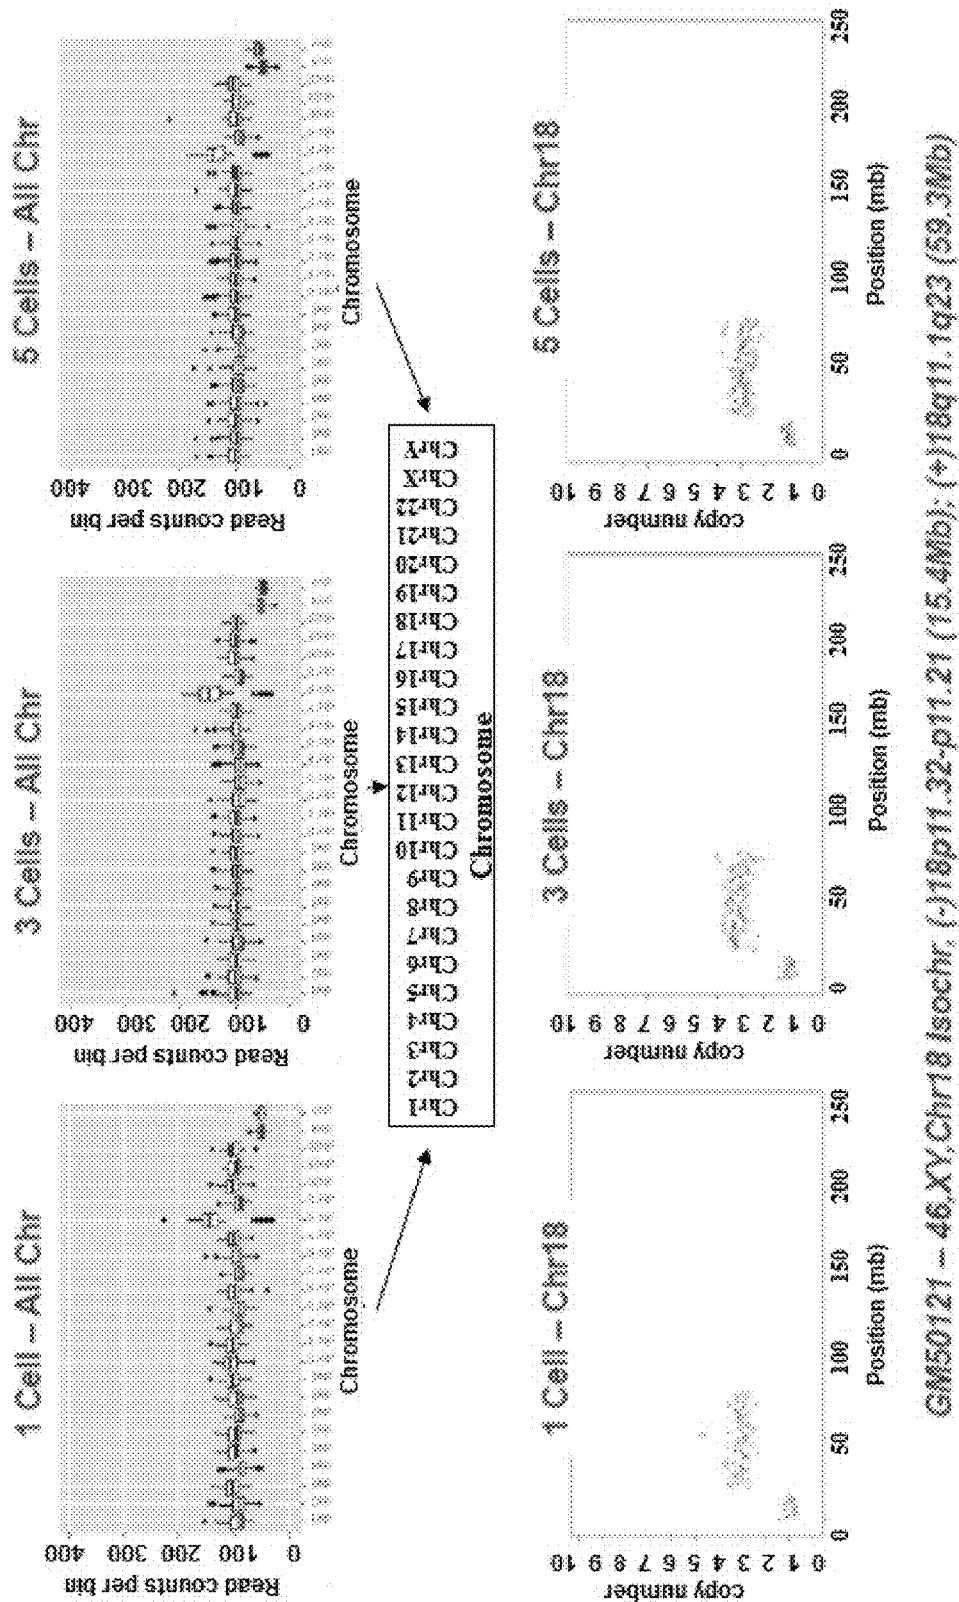 1 Cell – All Chr
Read counts per bin
400
300
200
100
0
Chromosome
3 Cells – All Chr
Read counts per bin
400
300
200
100
0
Chromosome
5 Cells – All Chr
Read counts per bin
400
300
200
100
0
Chromosome
Chr1 Chr2 Chr3 Chr4 Chr5 Chr6 Chr7 Chr8 Chr9 Chr10 Chr11 Chr12 Chr13 Chr14 Chr15 Chr16 Chr17 Chr18 Chr19 Chr20 Chr21 Chr22 ChrX ChrY
Chromosome
1 Cell – Chr18
copy number
10
9
8
7
6
5
4
3
2
1
0
0 50 100 150 200 250
Position (mb)
3 Cells – Chr18
copy number
10
9
8
7
6
5
4
3
2
1
0
0 50 100 150 200 250
Position (mb)
5 Cells – Chr18
copy number
10
9
8
7
6
5
4
3
2
1
0
0 50 100 150 200 250
Position (mb)
GM50121 – 46,XY,Chr18 Isochr, (-)18p11.32-p11.21 (15.4Mb); (+)18q11.1q23 (59.3Mb)